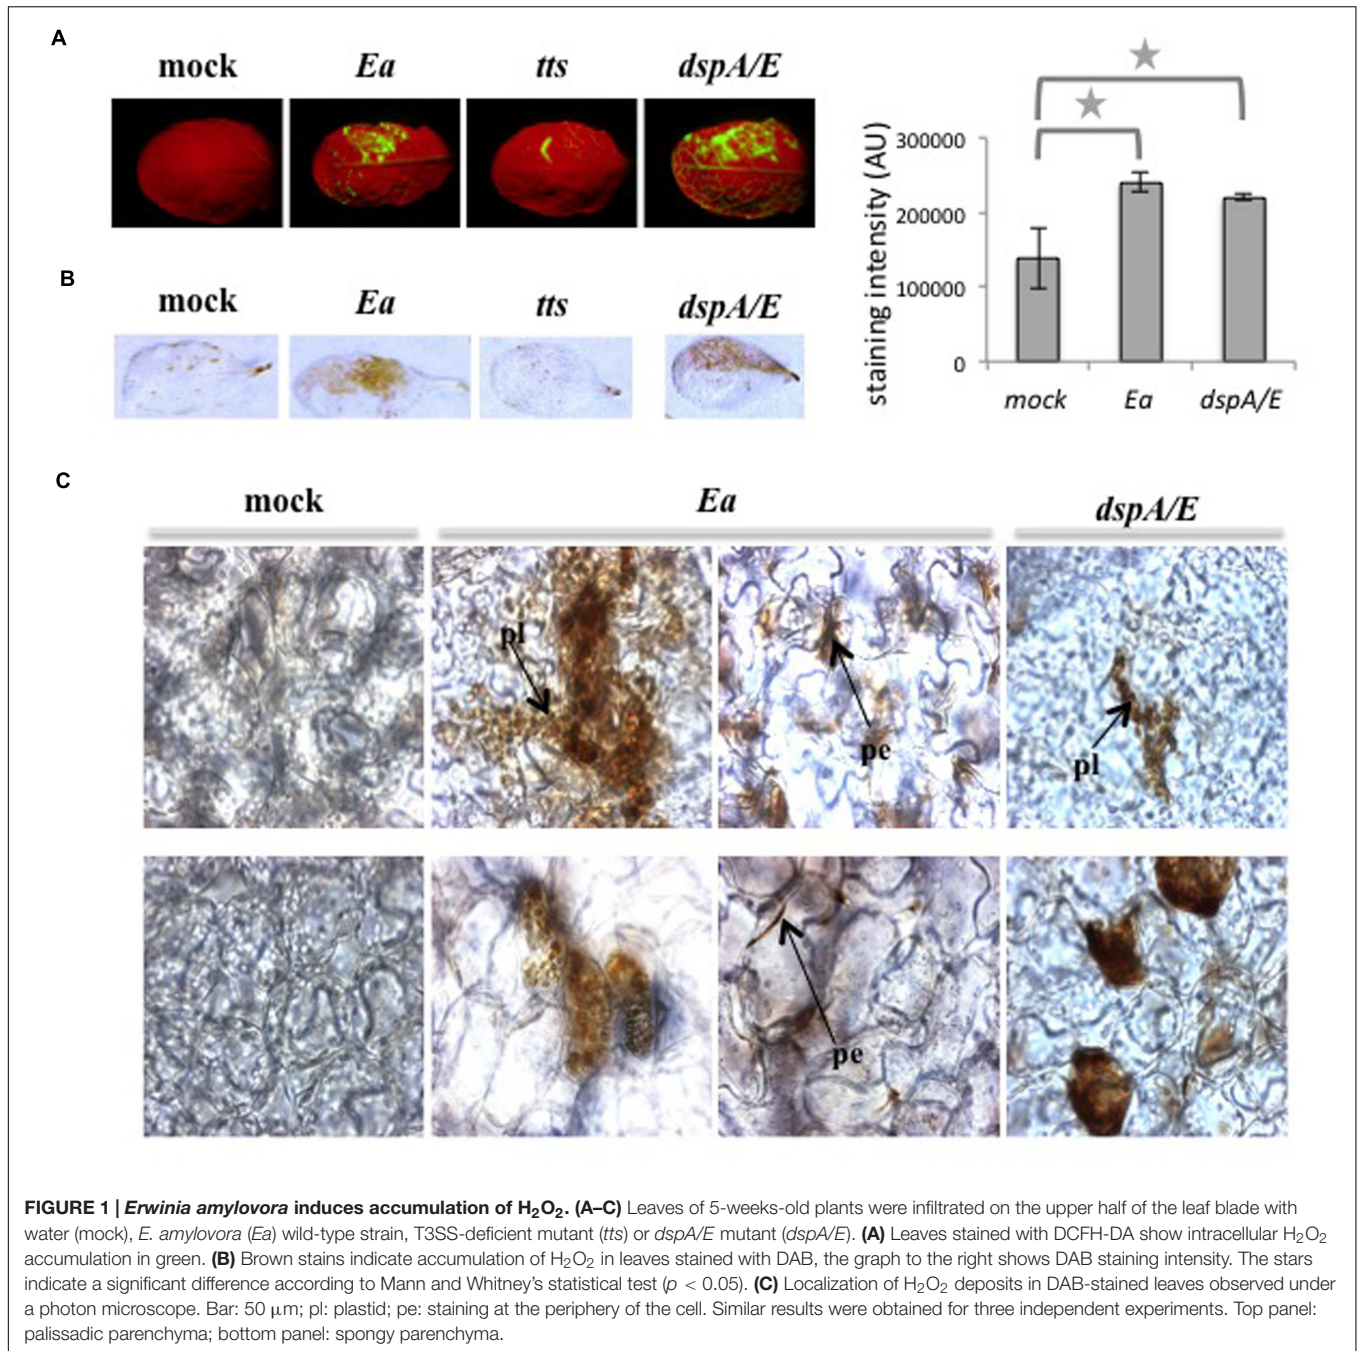 A
mock Ea tts dspA/E
B
mock Ea tts dspA/E
staining intensity (AU)
300000
200000
100000
0
mock Ea dspA/E
C
mock Ea dspA/E
pl
pe
pl
pe
FIGURE 1 | Erwinia amylovora induces accumulation of H₂O₂. (A–C) Leaves of 5-weeks-old plants were infiltrated on the upper half of the leaf blade with
water (mock), E. amylovora (Ea) wild-type strain, T3SS-deficient mutant (tts) or dspA/E mutant (dspA/E). (A) Leaves stained with DCFH-DA show intracellular H₂O₂
accumulation in green. (B) Brown stains indicate accumulation of H₂O₂ in leaves stained with DAB, the graph to the right shows DAB staining intensity. The stars
indicate a significant difference according to Mann and Whitney's statistical test (p < 0.05). (C) Localization of H₂O₂ deposits in DAB-stained leaves observed under
a photon microscope. Bar: 50 μm; pl: plastid; pe: staining at the periphery of the cell. Similar results were obtained for three independent experiments. Top panel:
palissadic parenchyma; bottom panel: spongy parenchyma.